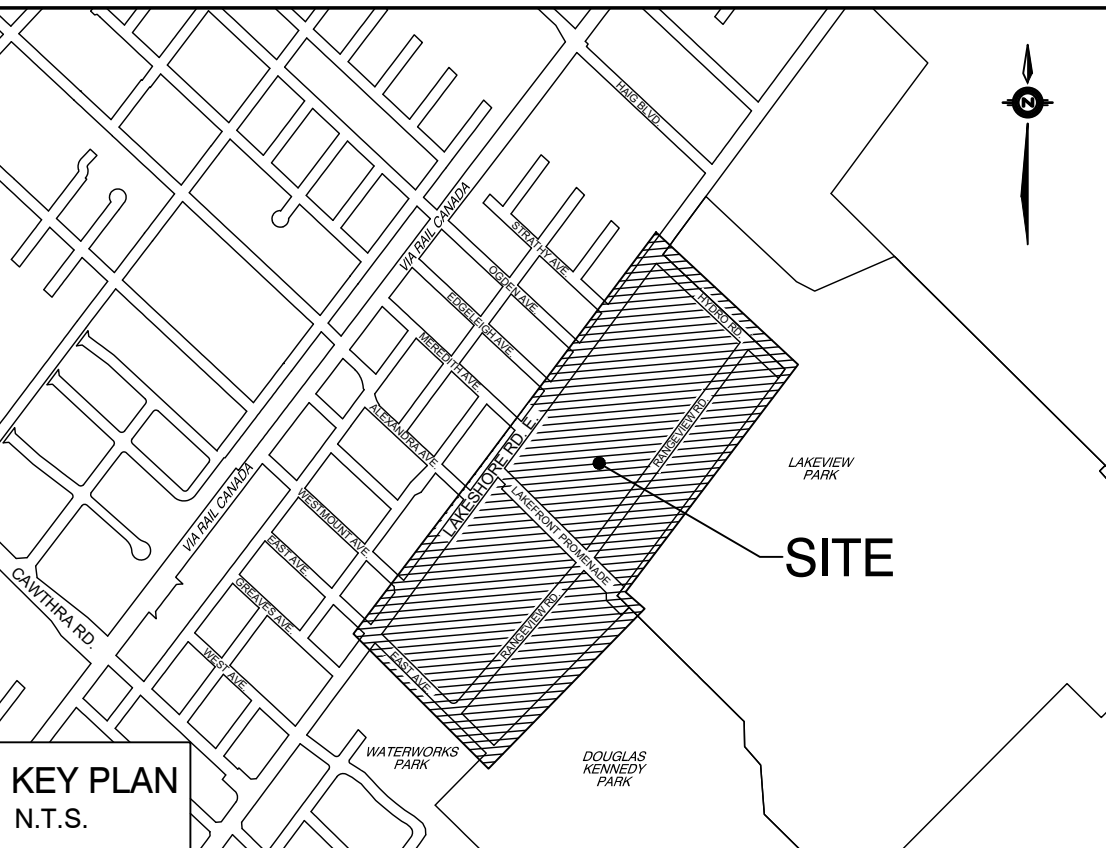 HAIG BLVD.
N
VIA RAIL CANADA
STRATHY AVE.
OGDEN AVE.
EDGELEIGH AVE.
MEREDITH AVE.
ALEXANDRA AVE.
HYDRO RD.
RANGEVIEW RD.
LAKESHORE RD. E.
LAKEVIEW
PARK
LAKEFRONT PROMENADE
SITE
VIA RAIL CANADA
WESTMOUNT AVE.
EAST AVE.
GREAVES AVE.
WEST AVE.
CAWTHRA RD.
RANGEVIEW RD.
EAST AVE.
WATERWORKS
PARK
DOUGLAS
KENNEDY
PARK
KEY PLAN
N.T.S.